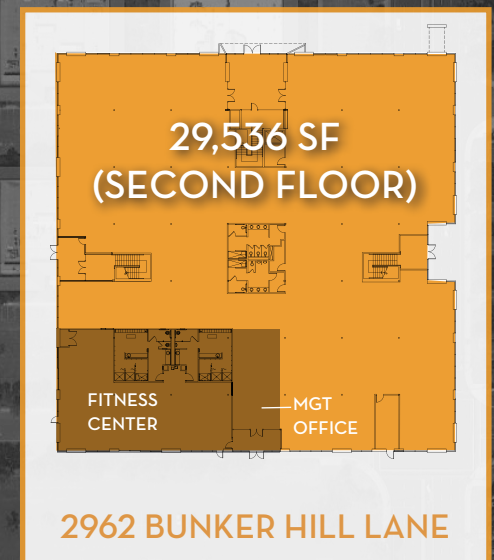 29,536 SF
(SECOND FLOOR)
FITNESS
CENTER
MGT
OFFICE
2962 BUNKER HILL LANE